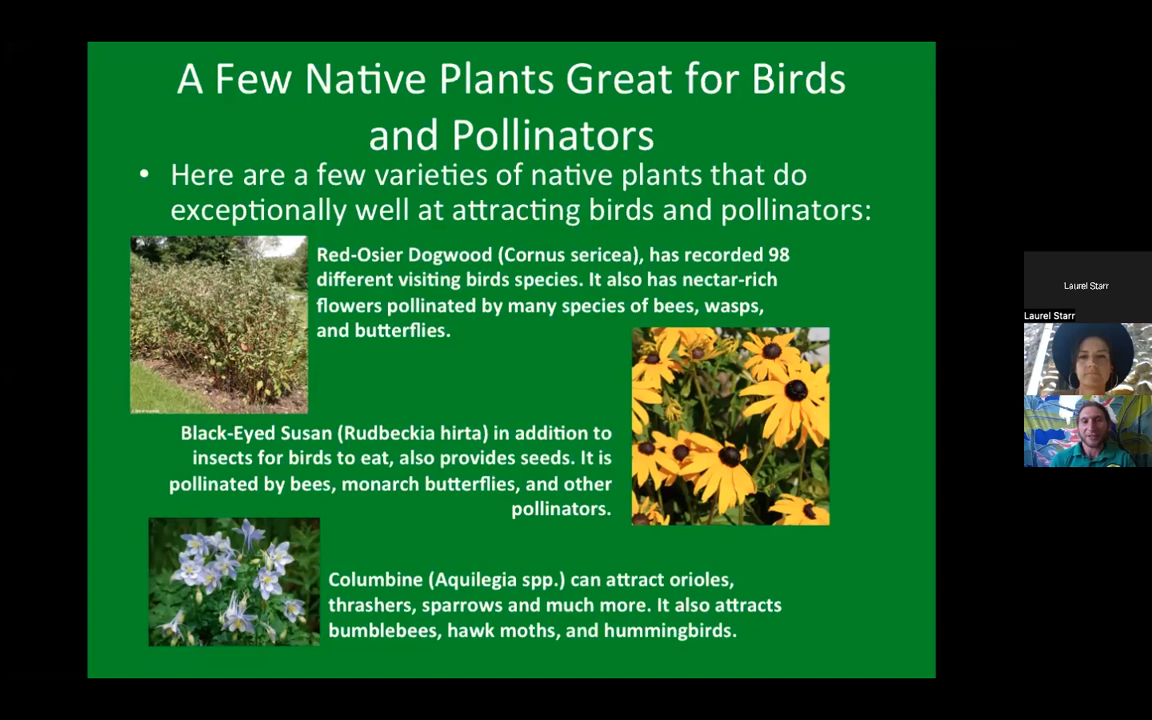 A Few Native Plants Great for Birds
and Pollinators
• Here are a few varieties of native plants that do
exceptionally well at attracting birds and pollinators:
Red-Osier Dogwood (Cornus sericea), has recorded 98
different visiting birds species. It also has nectar-rich
flowers pollinated by many species of bees, wasps,
and butterflies.
Black-Eyed Susan (Rudbeckia hirta) in addition to
insects for birds to eat, also provides seeds. It is
pollinated by bees, monarch butterflies, and other
pollinators.
Columbine (Aquilegia spp.) can attract orioles,
thrashers, sparrows and much more. It also attracts
bumblebees, hawk moths, and hummingbirds.
Laurel Starr
Laurel Starr